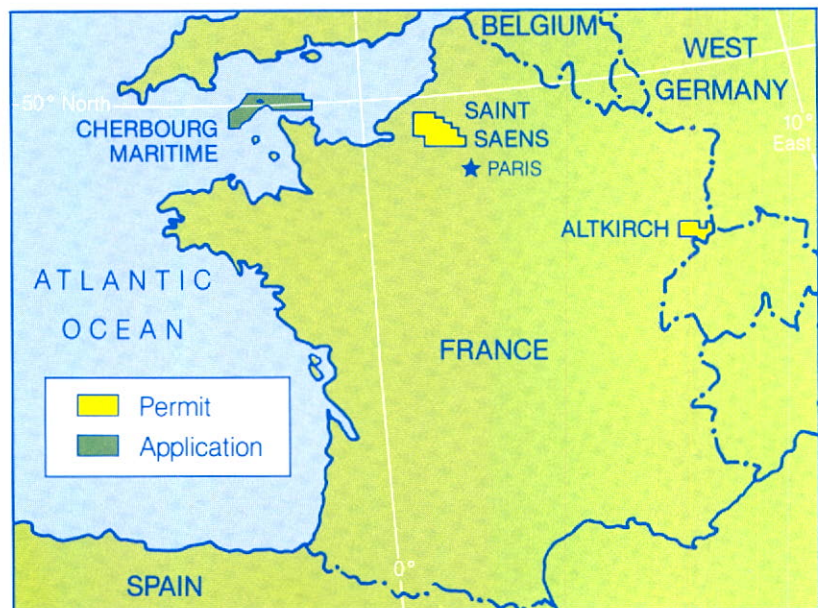 BELGIUM
WEST
GERMANY
50° North
CHERBOURG
MARITIME
SAINT
SAENS
PARIS
10°
East
ALTKIRCH
ATLANTIC
OCEAN
FRANCE
Permit
Application
SPAIN
0°